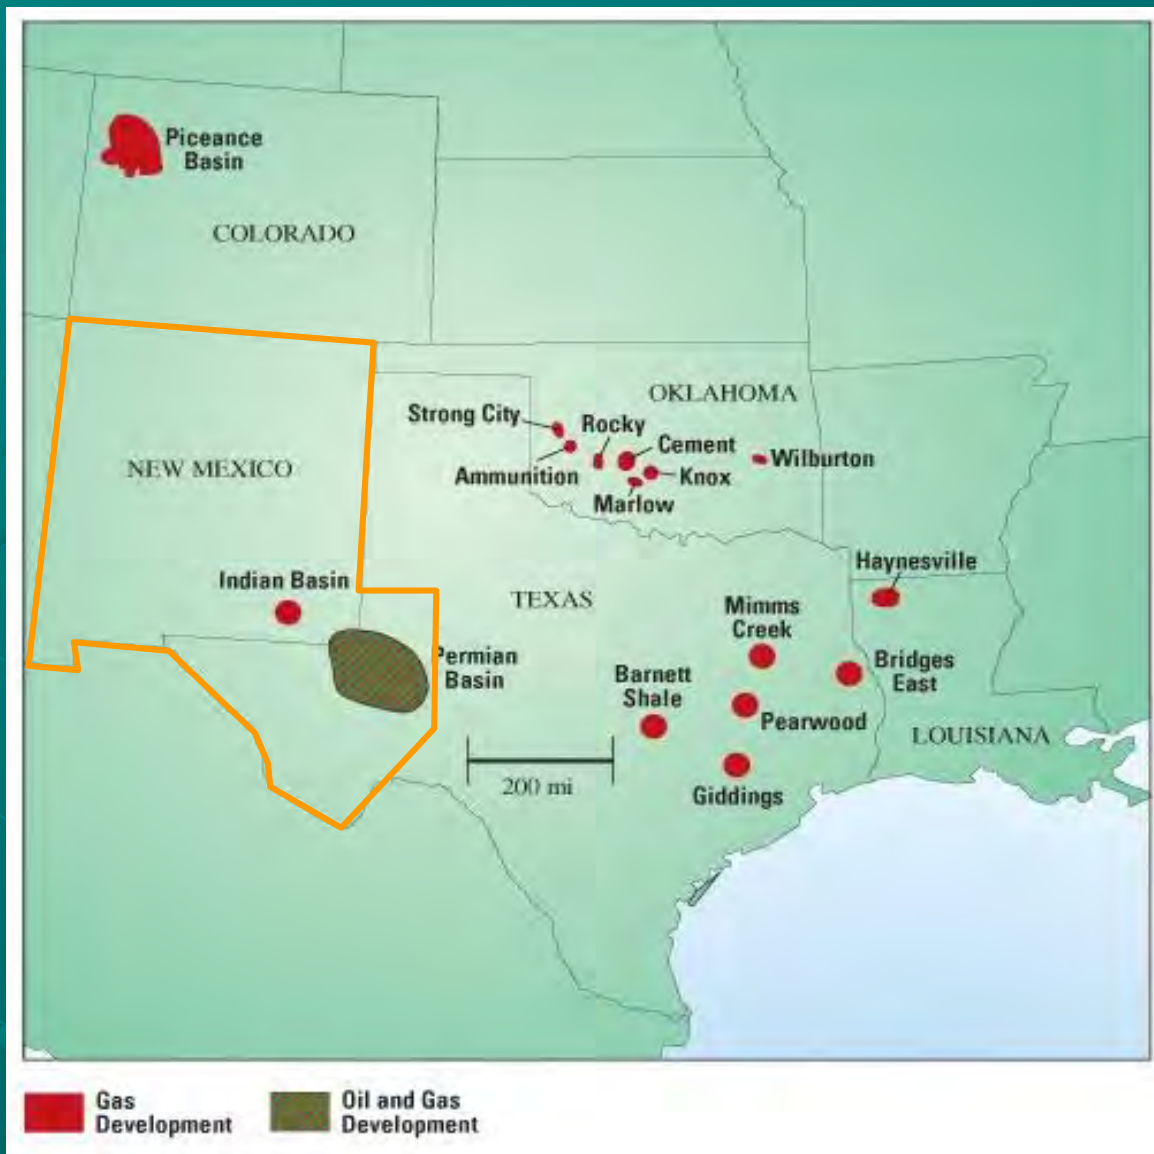 Piceance
Basin
COLORADO
OKLAHOMA
Strong City
Rocky
Cement
Ammunition
Knox
Wilburton
Marlow
NEW MEXICO
Haynesville
Indian Basin
TEXAS
Mimms
Creek
Permian
Basin
Barnett
Shale
Bridges
East
Pearwood
LOUISIANA
200 mi
Giddings
Gas
Development
Oil and Gas
Development